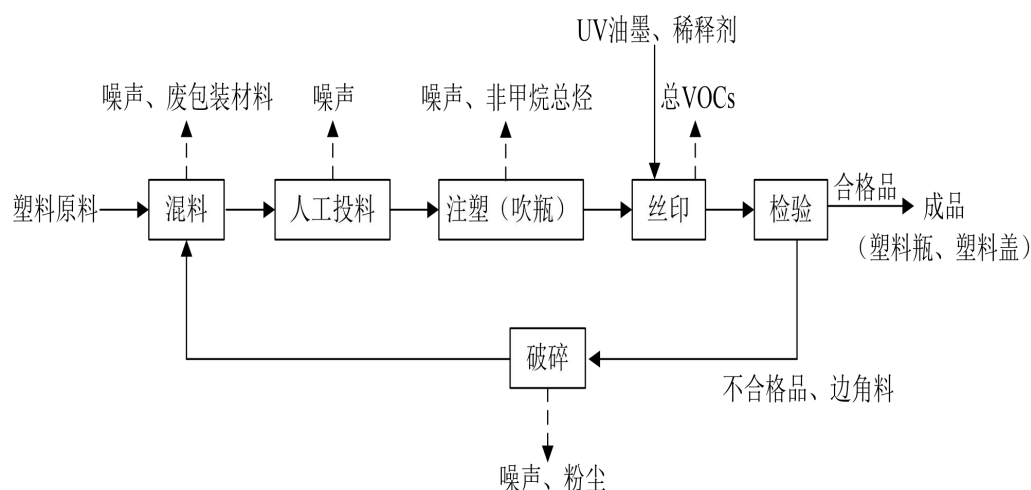 UV油墨、稀释剂
噪声、废包装材料
噪声
噪声、非甲烷总烃
总VOCs
塑料原料
混料
人工投料
注塑（吹瓶）
丝印
检验
合格品
成品
（塑料瓶、塑料盖）
破碎
不合格品、边角料
噪声、粉尘